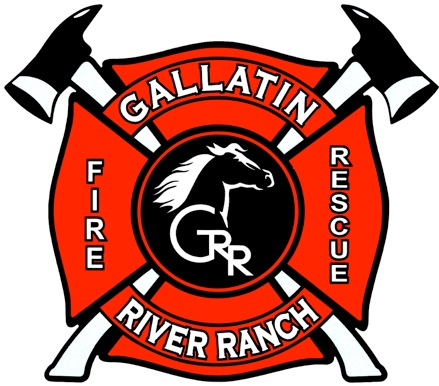 GALLATIN
FIRE
RESCUE
GRR
RIVER RANCH